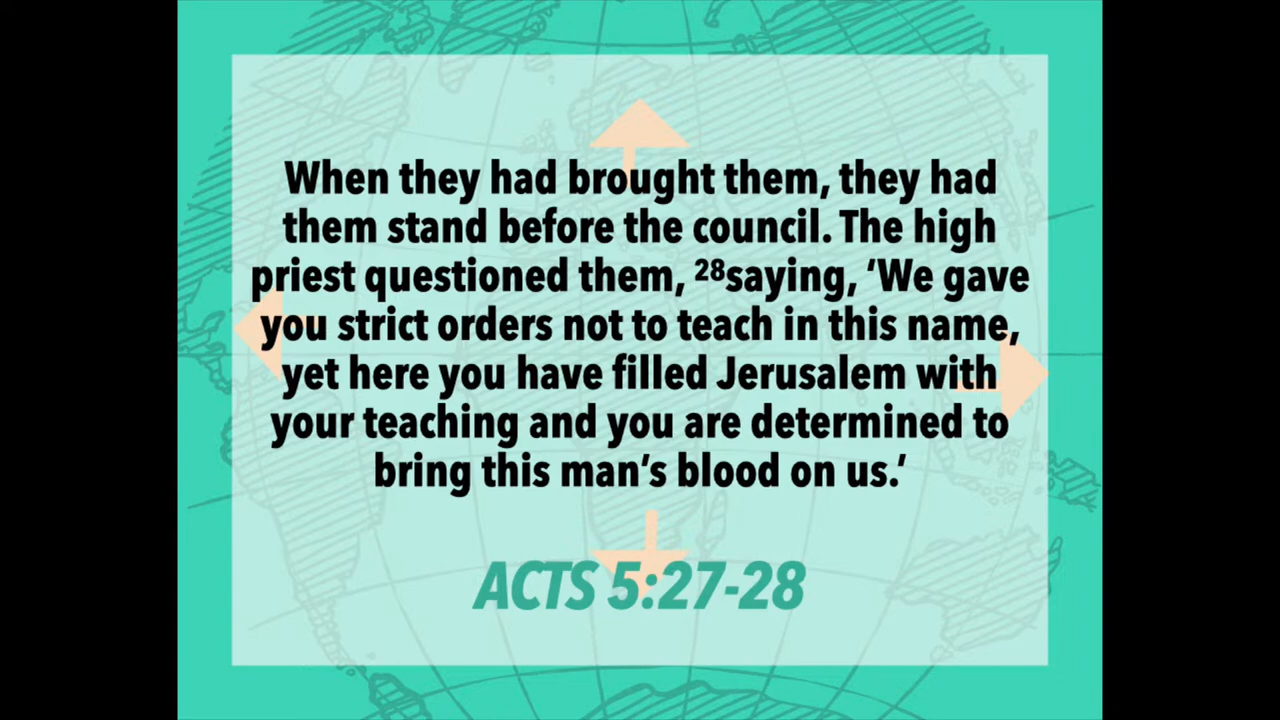 When they had brought them, they had
them stand before the council. The high
priest questioned them, ²⁸saying, ‘We gave
you strict orders not to teach in this name,
yet here you have filled Jerusalem with
your teaching and you are determined to
bring this man’s blood on us.’
ACTS 5:27-28